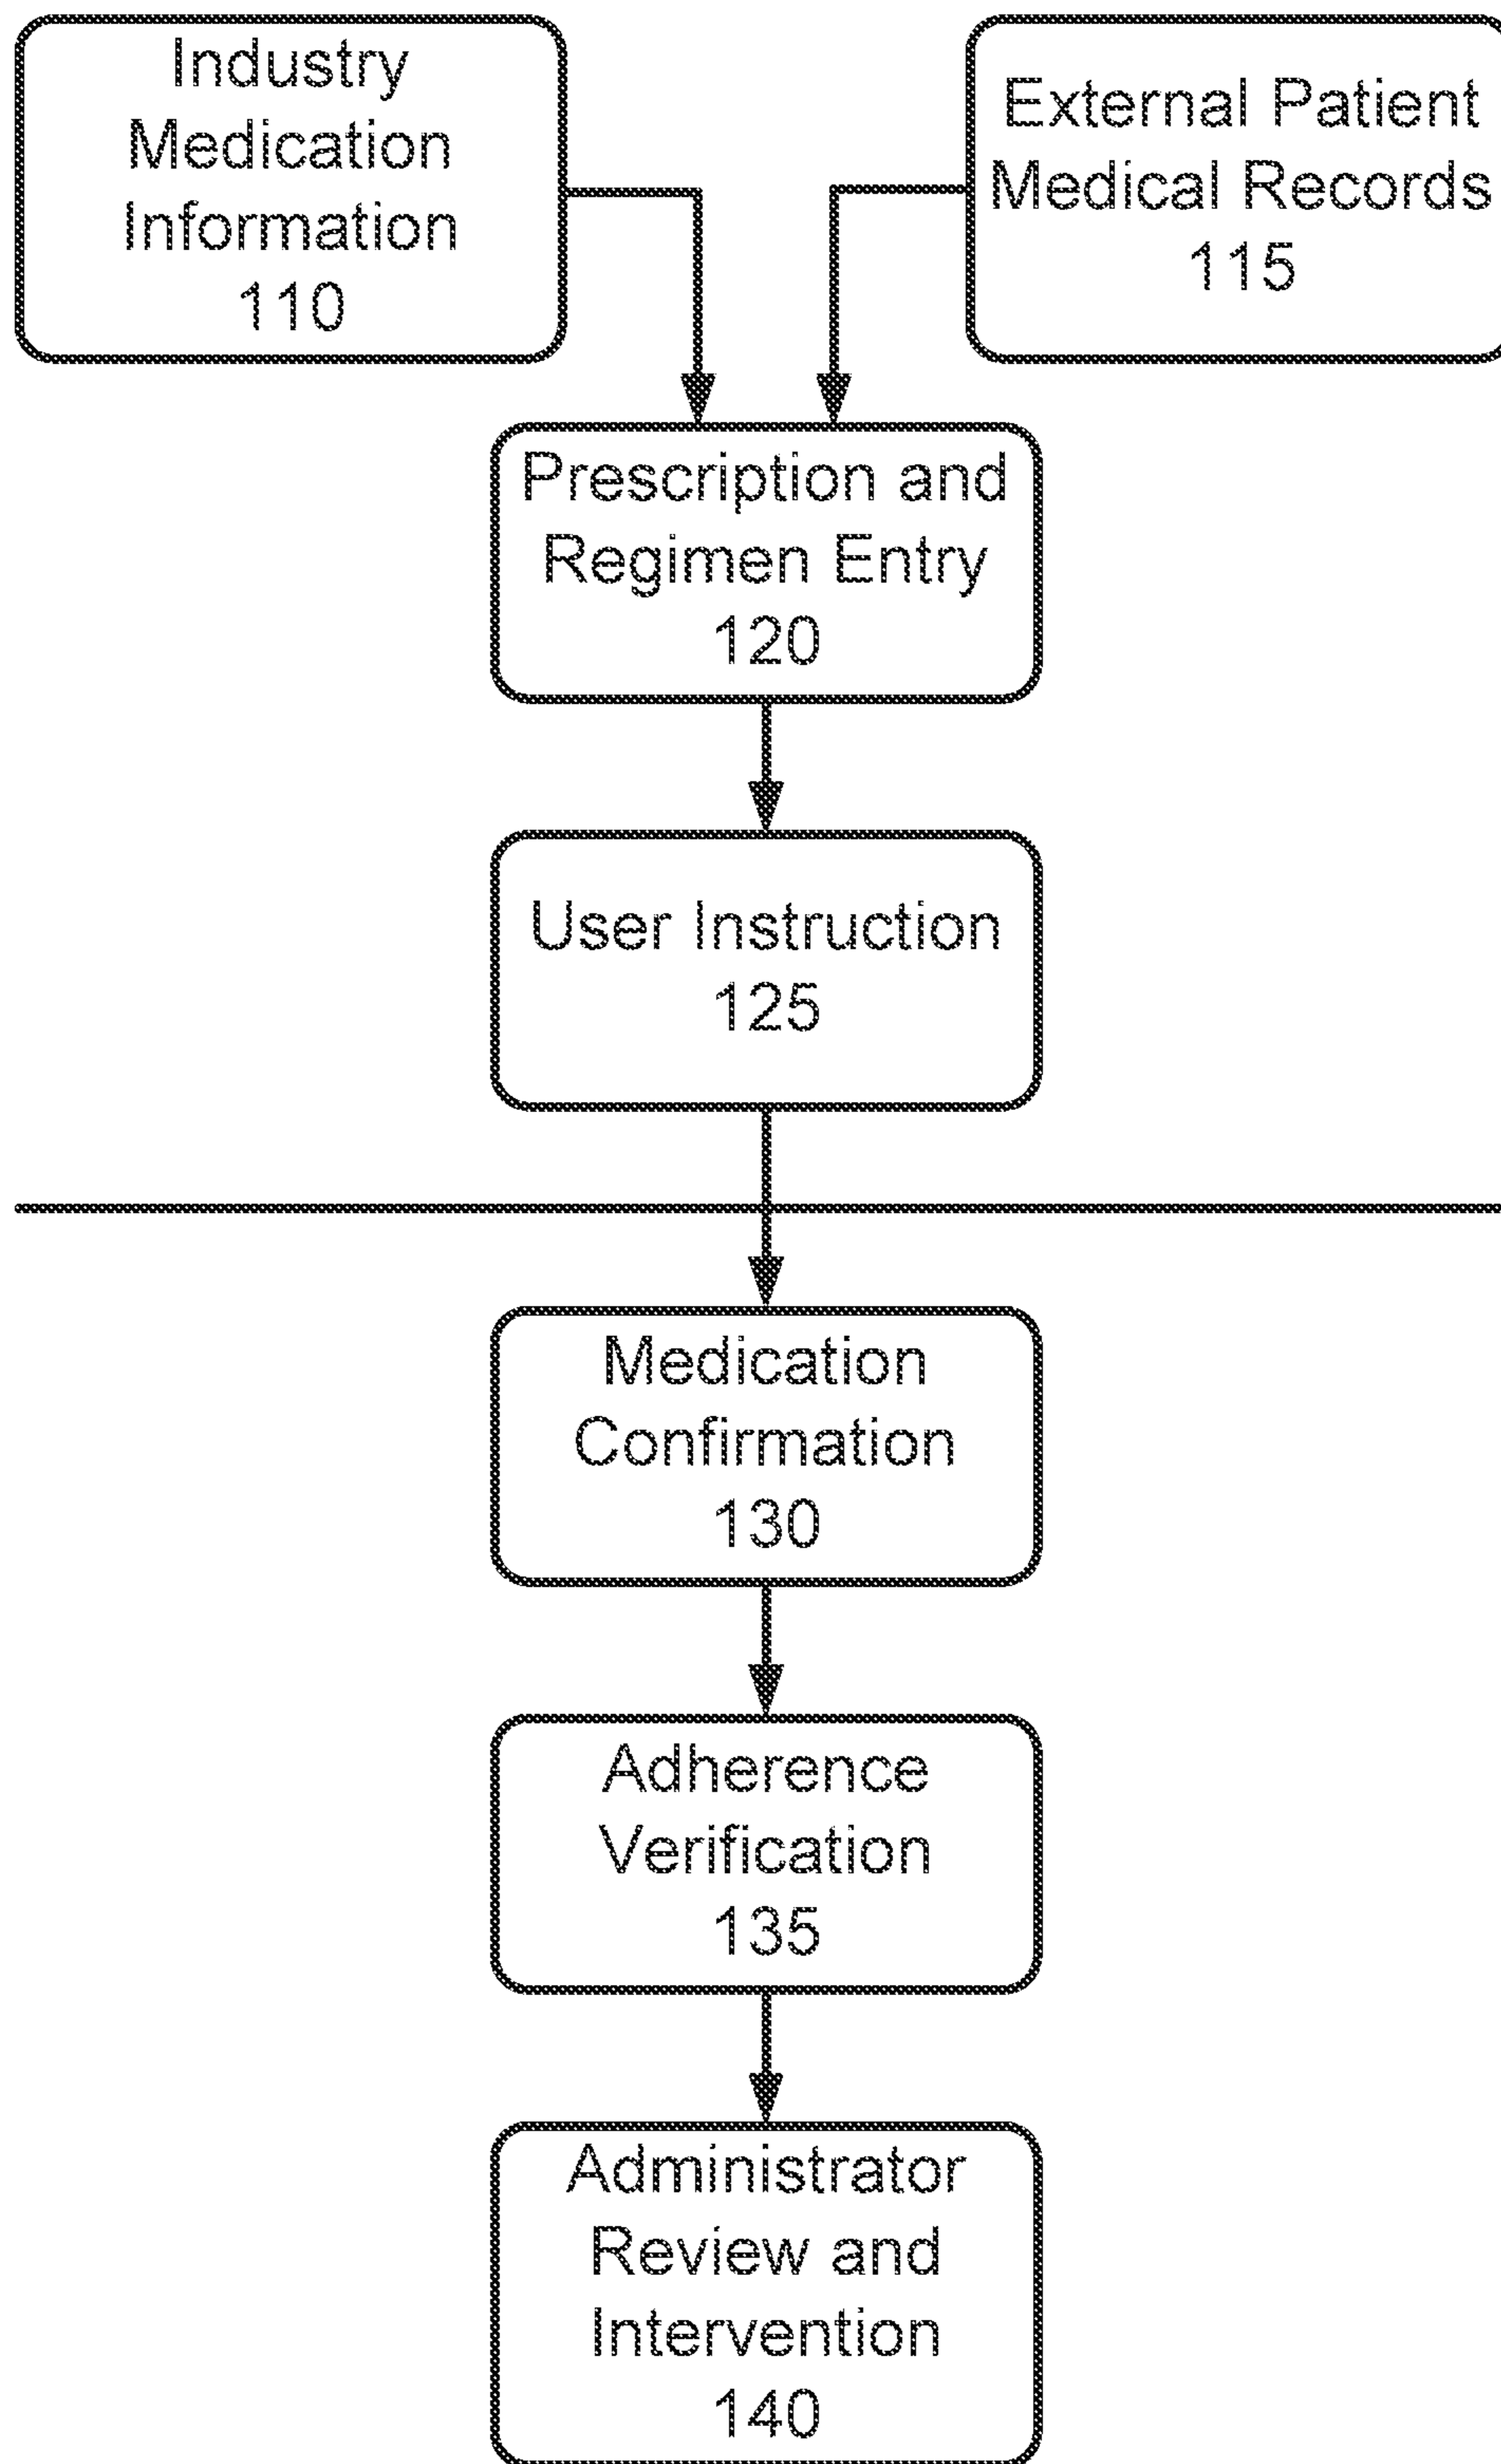 Industry
Medication
Information
110
External Patient
Medical Records
115
Prescription and
Regimen Entry
120
User Instruction
125
Medication
Confirmation
130
Adherence
Verification
135
Administrator
Review and
Intervention
140